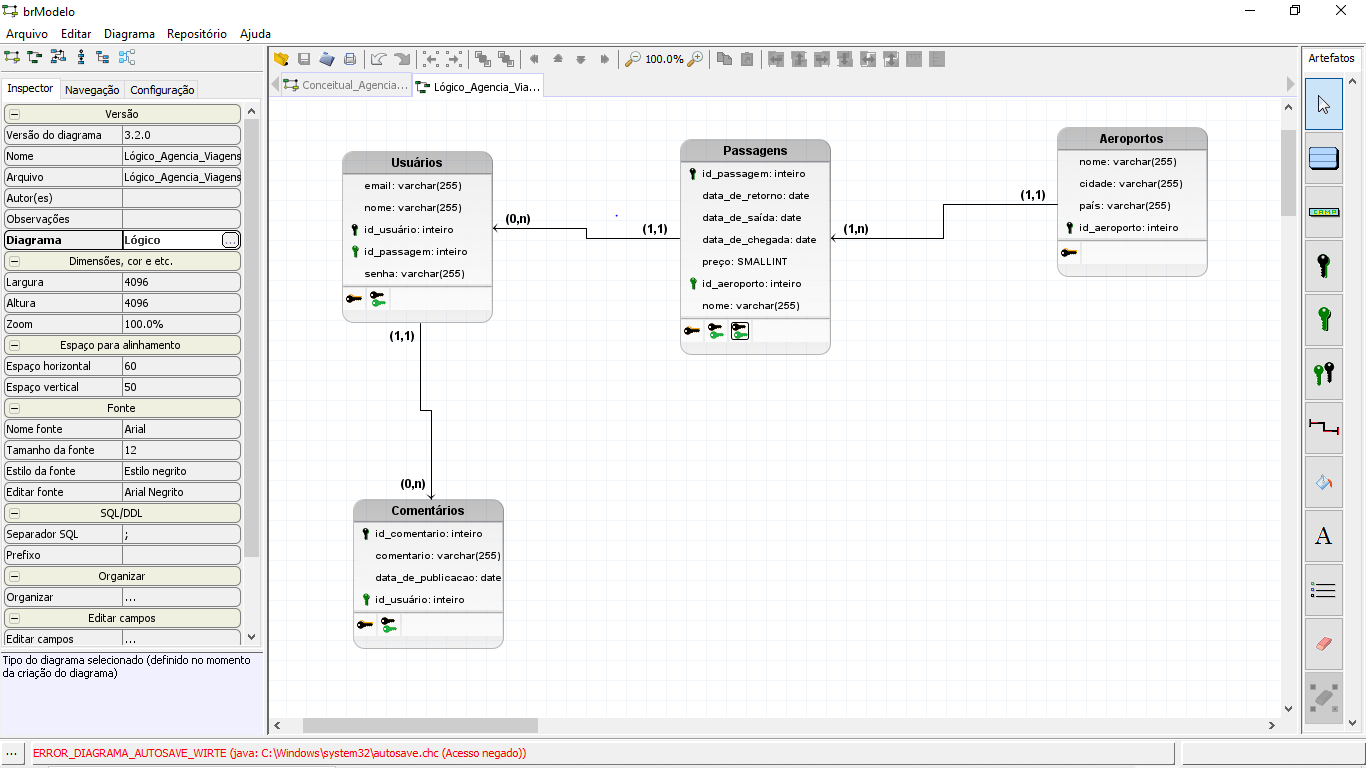 brModelo
Arquivo Editar Diagrama Repositório Ajuda
100.0%
Artefatos
Inspector Navegação Configuração
Conceitual_Agencia... Lógico_Agencia_Via...
Versão
Versão do diagrama 3.2.0
Nome Lógico_Agencia_Viagens
Arquivo Lógico_Agencia_Viagens
Autor(es)
Observações
Diagrama Lógico ...
Dimensões, cor e etc.
Largura 4096
Altura 4096
Zoom 100.0%
Espaço para alinhamento
Espaço horizontal 60
Espaço vertical 50
Fonte
Nome fonte Arial
Tamanho da fonte 12
Estilo da fonte Estilo negrito
Editar fonte Arial Negrito
SQL/DDL
Separador SQL ;
Prefixo
Organizar
Organizar ...
Editar campos
Editar campos ...
Tipo do diagrama selecionado (definido no momento
da criação do diagrama)
Usuários
email: varchar(255)
nome: varchar(255)
id_usuário: inteiro
id_passagem: inteiro
senha: varchar(255)
(0,n)
(1,1)
(1,1)
(0,n)
Passagens
id_passagem: inteiro
data_de_retorno: date
data_de_saída: date
data_de_chegada: date
preço: SMALLINT
id_aeroporto: inteiro
nome: varchar(255)
(1,n)
(1,1)
Aeroportos
nome: varchar(255)
cidade: varchar(255)
país: varchar(255)
id_aeroporto: inteiro
Comentários
id_comentario: inteiro
comentario: varchar(255)
data_de_publicacao: date
id_usuário: inteiro
CAMP
A
... ERROR_DIAGRAMA_AUTOSAVE_WIRTE (java: C:\Windows\system32\autosave.chc (Acesso negado))